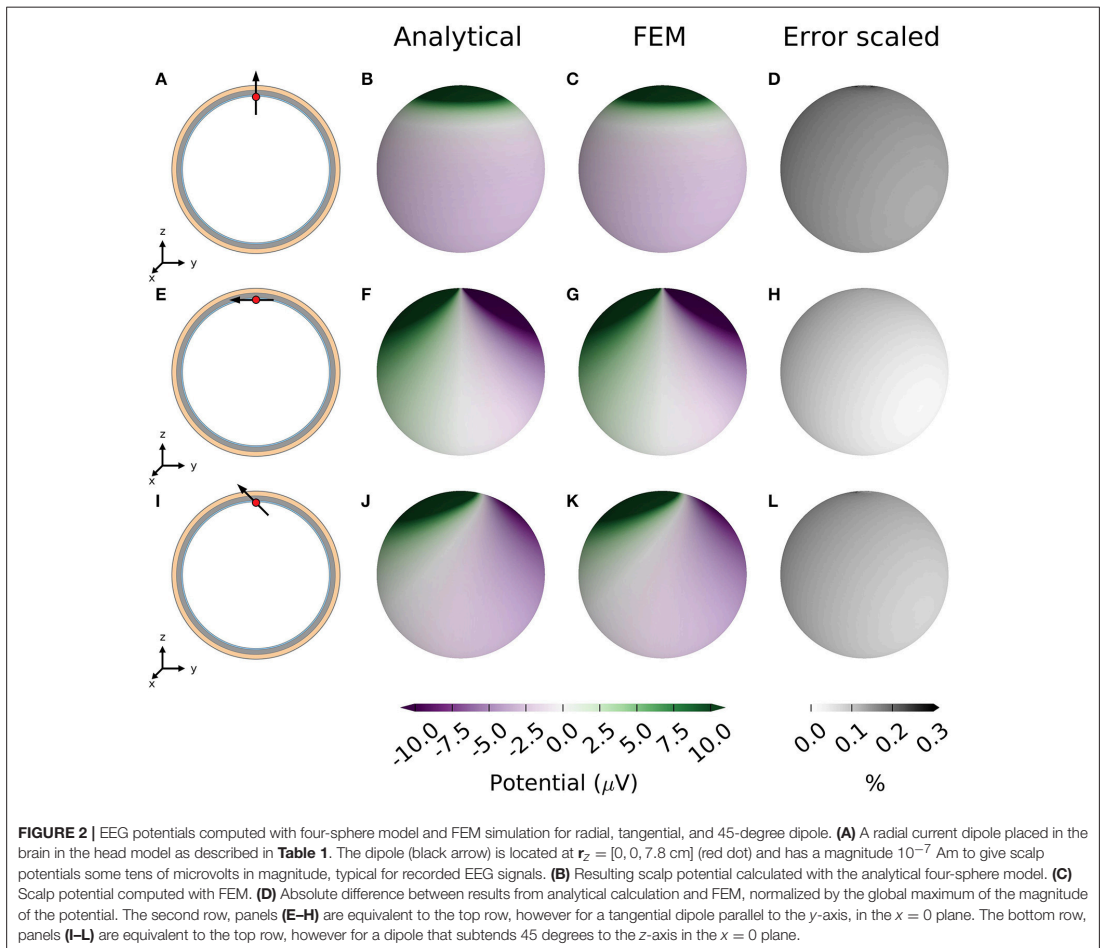 Analytical FEM Error scaled
A B C D
z
y
x
E F G H
z
y
x
I J K L
z
y
x
-10.0 -7.5 -5.0 -2.5 0.0 2.5 5.0 7.5 10.0 0.0 0.1 0.2 0.3
Potential (μV) %
FIGURE 2 | EEG potentials computed with four-sphere model and FEM simulation for radial, tangential, and 45-degree dipole. (A) A radial current dipole placed in the
brain in the head model as described in Table 1. The dipole (black arrow) is located at rz = [0, 0, 7.8 cm] (red dot) and has a magnitude 10⁻⁷ Am to give scalp
potentials some tens of microvolts in magnitude, typical for recorded EEG signals. (B) Resulting scalp potential calculated with the analytical four-sphere model. (C)
Scalp potential computed with FEM. (D) Absolute difference between results from analytical calculation and FEM, normalized by the global maximum of the magnitude
of the potential. The second row, panels (E–H) are equivalent to the top row, however for a tangential dipole parallel to the y-axis, in the x = 0 plane. The bottom row,
panels (I–L) are equivalent to the top row, however for a dipole that subtends 45 degrees to the z-axis in the x = 0 plane.